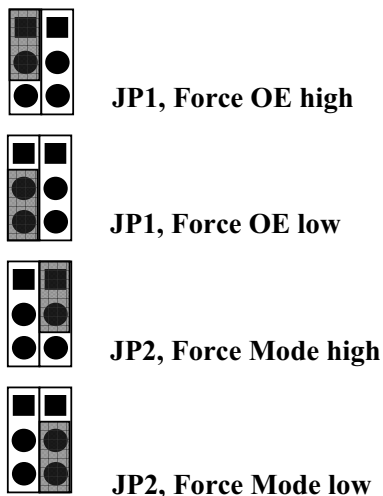 JP1, Force OE high
JP1, Force OE low
JP2, Force Mode high
JP2, Force Mode low